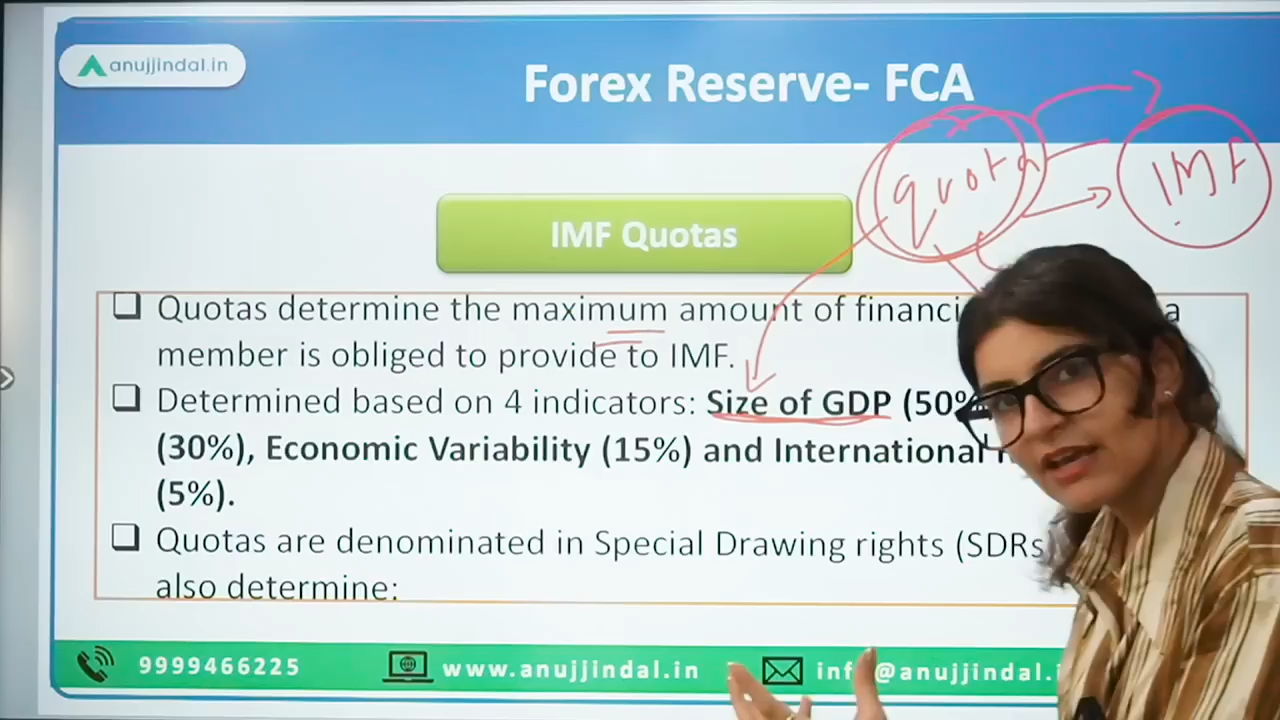 anujjindal.in
Forex Reserve- FCA
quota
IMF
IMF Quotas
Quotas determine the maximum amount of financi a
member is obliged to provide to IMF.
Determined based on 4 indicators: Size of GDP (50%
(30%), Economic Variability (15%) and International
(5%).
Quotas are denominated in Special Drawing rights (SDRs
also determine:
9999466225
www.anujjindal.in
inf @anujjindal.i